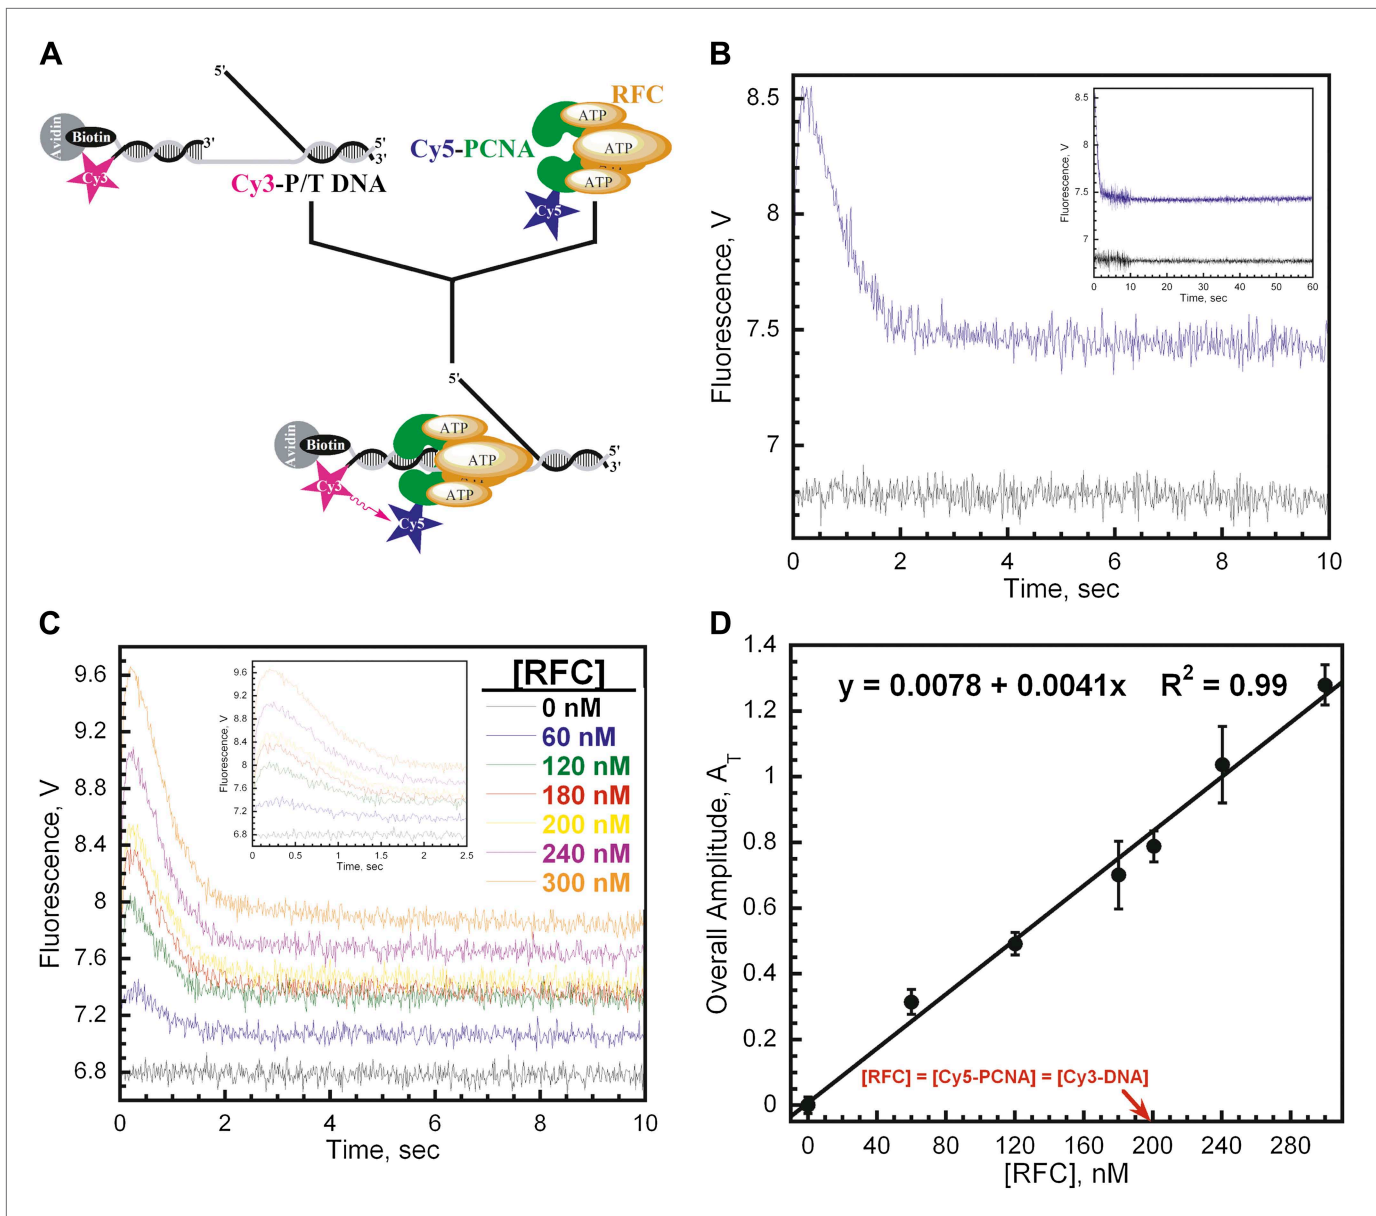 A
5'
RFC
Avidin
Biotin
3'
5'
3'
Cy3
Cy3-P/T DNA
Cy5-PCNA
ATP
ATP
ATP
Cy5
5'
Avidin
Biotin
Cy3
ATP
ATP
ATP
Cy5
5'
3'
B
Fluorescence, V
8.5
8
7.5
7
0 2 4 6 8 10
Time, sec
Fluorescence, V
8.5
8
7.5
7
0 10 20 30 40 50 60
Time, sec
C
Fluorescence, V
9.6
9.2
8.8
8.4
8
7.6
7.2
6.8
0 2 4 6 8 10
Time, sec
Fluorescence, V
9.6
9.2
8.8
8.4
8
7.6
7.2
6.8
0 0.5 1 1.5 2 2.5
Time, sec
[RFC]
0 nM
60 nM
120 nM
180 nM
200 nM
240 nM
300 nM
D
Overall Amplitude, A_T
1.4
1.2
1
0.8
0.6
0.4
0.2
0
y = 0.0078 + 0.0041x R² = 0.99
[RFC] = [Cy5-PCNA] = [Cy3-DNA]
0 40 80 120 160 200 240 280
[RFC], nM